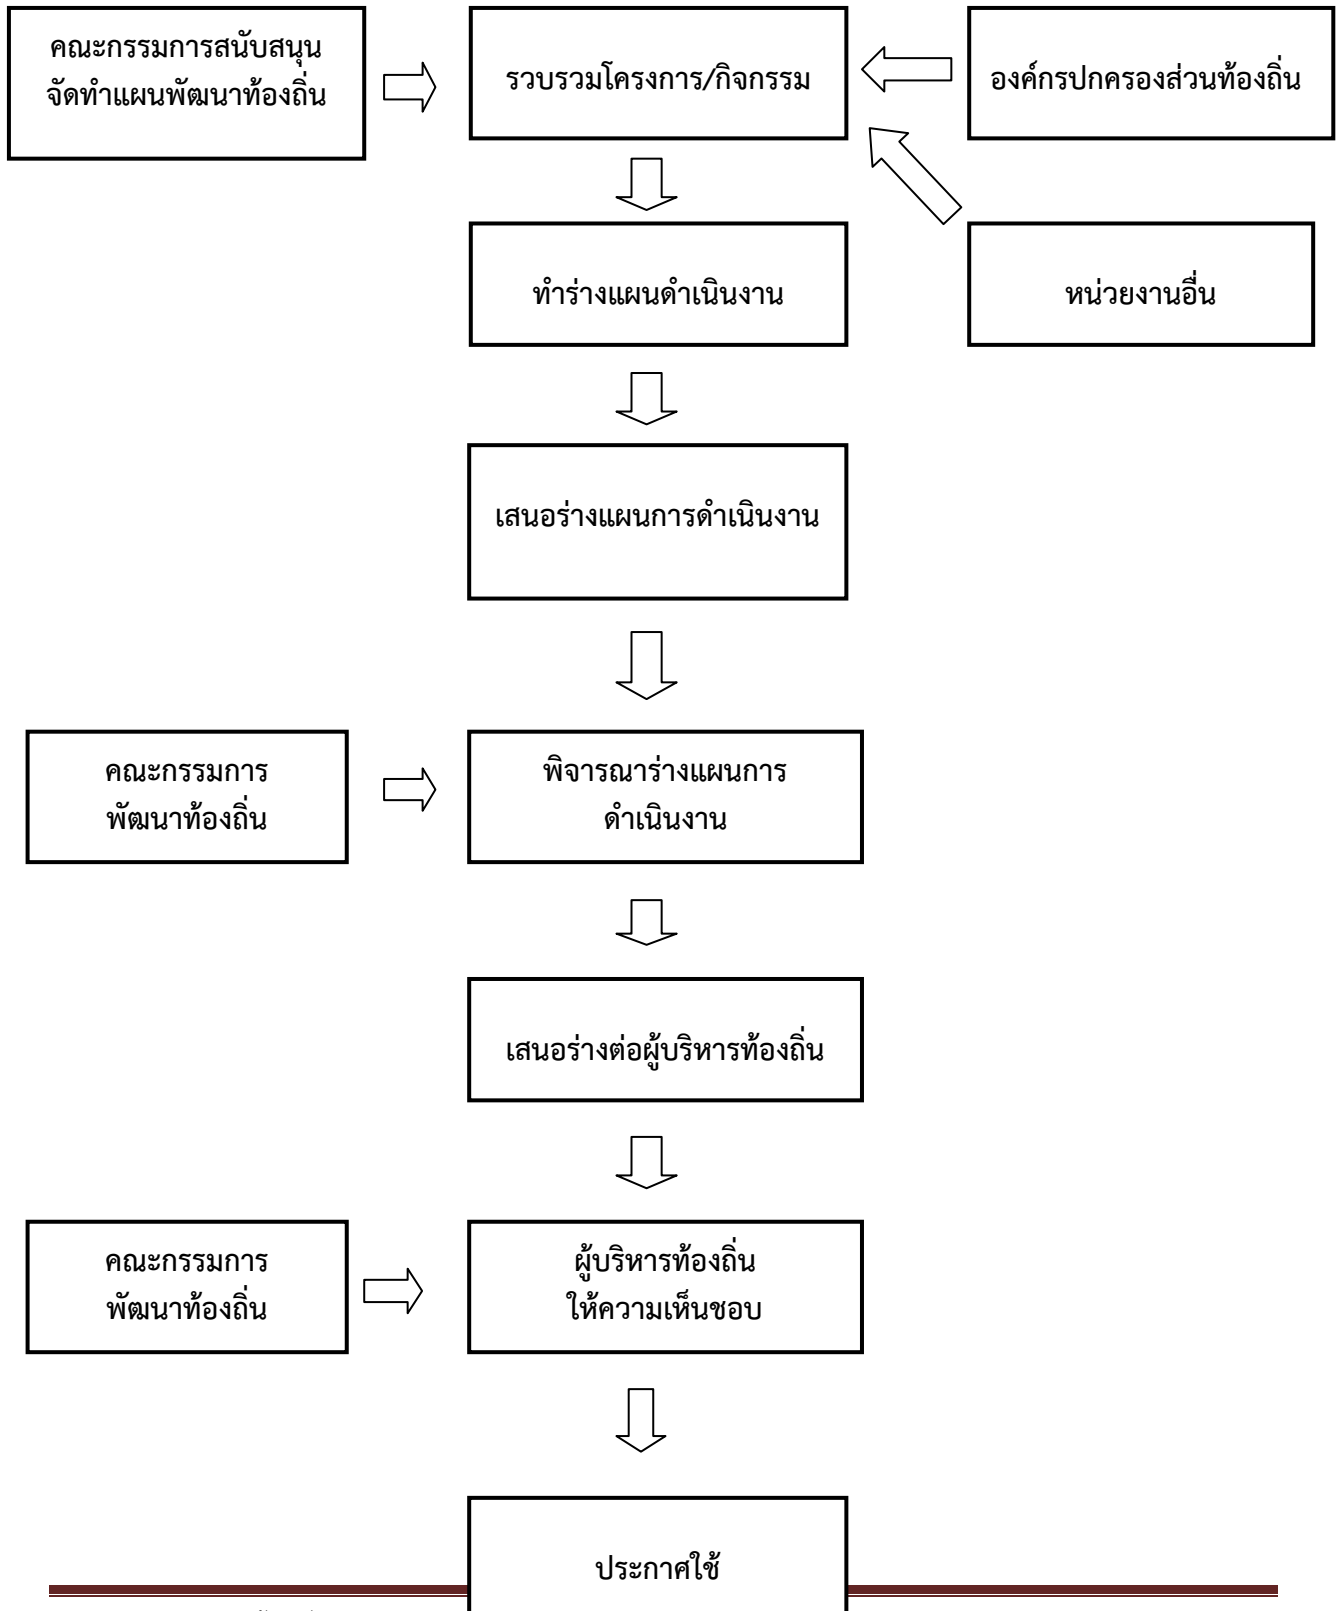 คณะกรรมการสนับสนุน
จัดทำแผนพัฒนาท้องถิ่น
รวบรวมโครงการ/กิจกรรม
องค์กรปกครองส่วนท้องถิ่น
ทำร่างแผนดำเนินงาน
หน่วยงานอื่น
เสนอร่างแผนการดำเนินงาน
คณะกรรมการ
พัฒนาท้องถิ่น
พิจารณาร่างแผนการ
ดำเนินงาน
เสนอร่างต่อผู้บริหารท้องถิ่น
คณะกรรมการ
พัฒนาท้องถิ่น
ผู้บริหารท้องถิ่น
ให้ความเห็นชอบ
ประกาศใช้